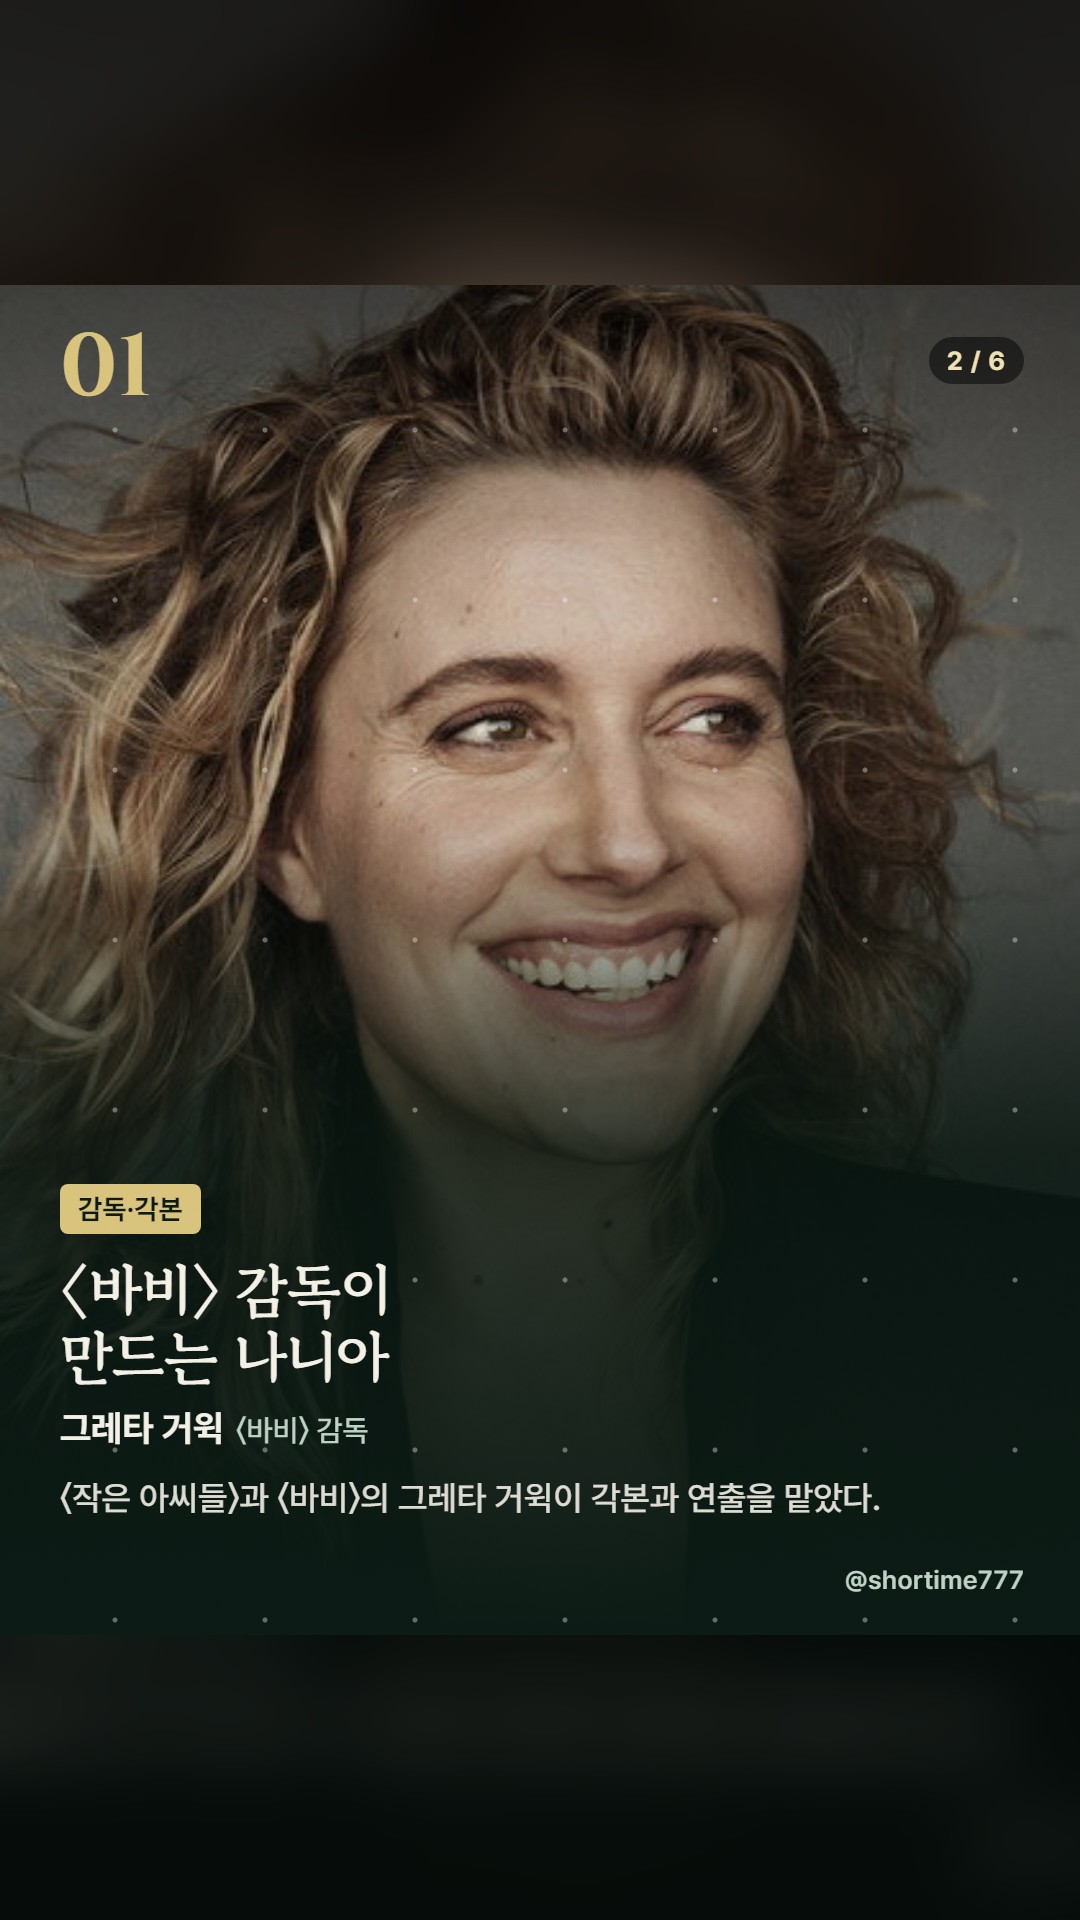 01
2 / 6
감독·각본
〈바비〉 감독이
만드는 나니아
그레타 거윅 〈바비〉 감독
〈작은 아씨들〉과 〈바비〉의 그레타 거윅이 각본과 연출을 맡았다.
@shortime777